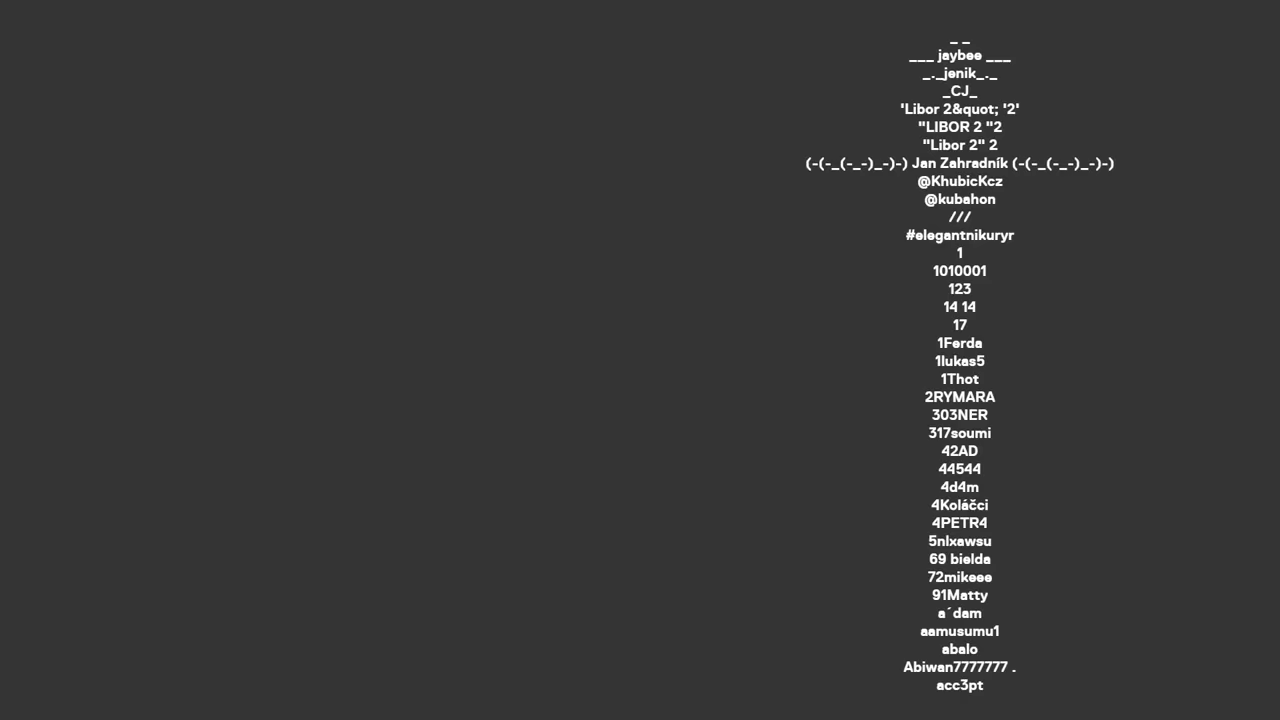 _ _
___ jaybee ___
_._jenik_._
_CJ_
'Libor 2&quot; '2'
"LIBOR 2 "2
"Libor 2" 2
(-(-_(-_-)_-)-) Jan Zahradník (-(-_(-_-)_-)-)
@KhubicKcz
@kubahon
///
#elegantnikuryr
1
1010001
123
14 14
17
1Ferda
1lukas5
1Thot
2RYMARA
303NER
317soumi
42AD
44544
4d4m
4Koláčci
4PETR4
5nlxawsu
69 bielda
72mikeee
91Matty
a´dam
aamusumu1
abalo
Abiwan7777777 .
acc3pt